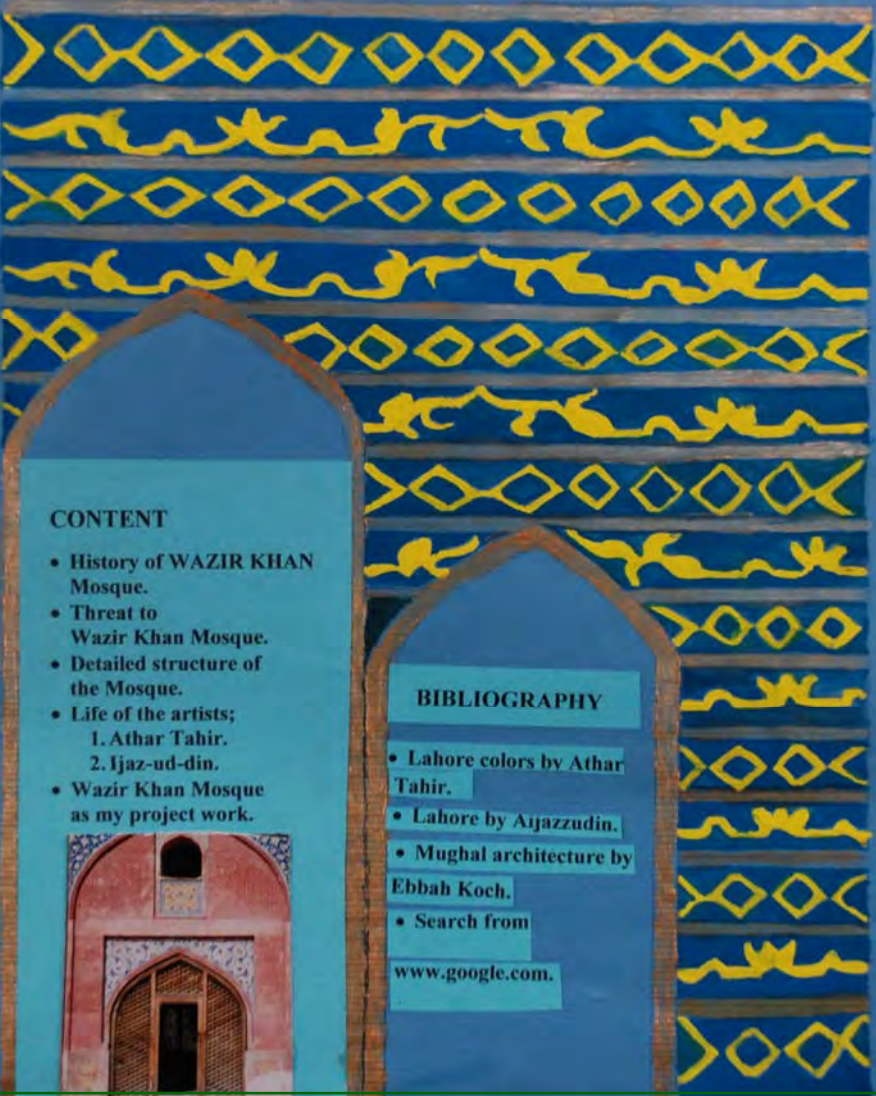 CONTENT
• History of WAZIR KHAN
Mosque.
• Threat to
Wazir Khan Mosque.
• Detailed structure of
the Mosque.
• Life of the artists;
1. Athar Tahir.
2. Ijaz-ud-din.
• Wazir Khan Mosque
as my project work.
BIBLIOGRAPHY
• Lahore colors by Athar
Tahir.
• Lahore by Aijazzudin.
• Mughal architecture by
Ebbah Koch.
• Search from
www.google.com.